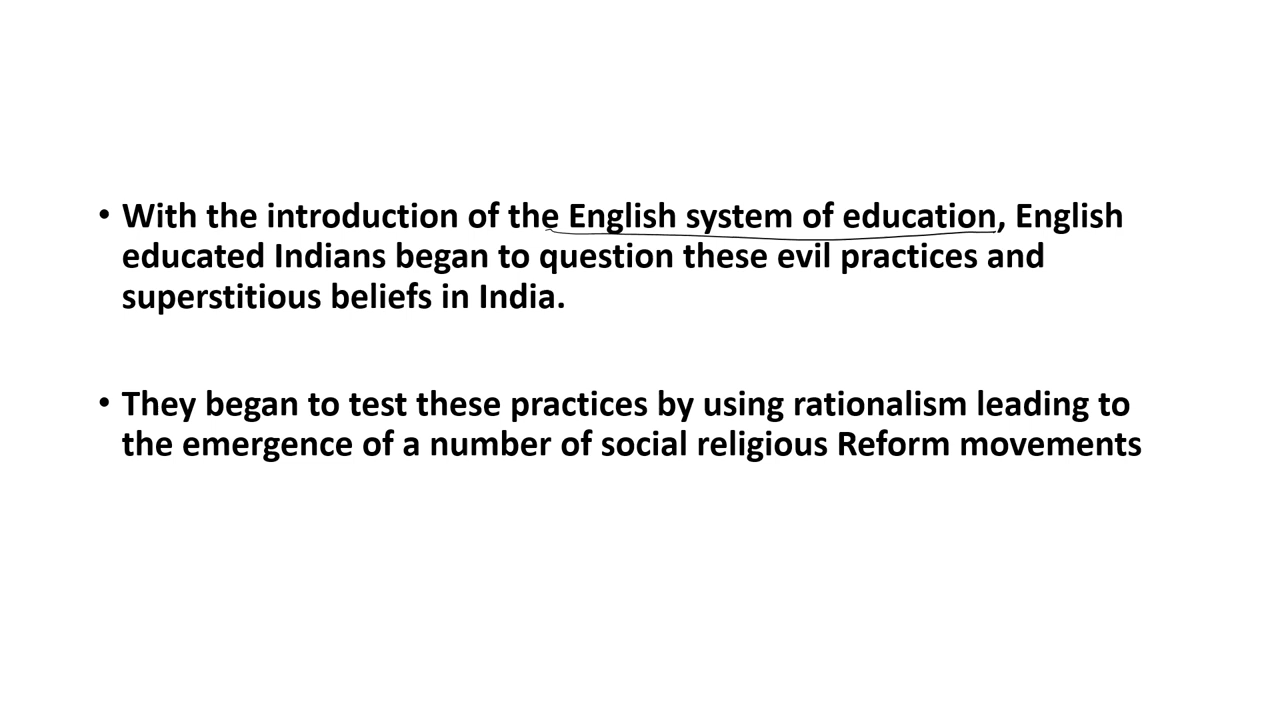 • With the introduction of the English system of education, English
educated Indians began to question these evil practices and
superstitious beliefs in India.
• They began to test these practices by using rationalism leading to
the emergence of a number of social religious Reform movements